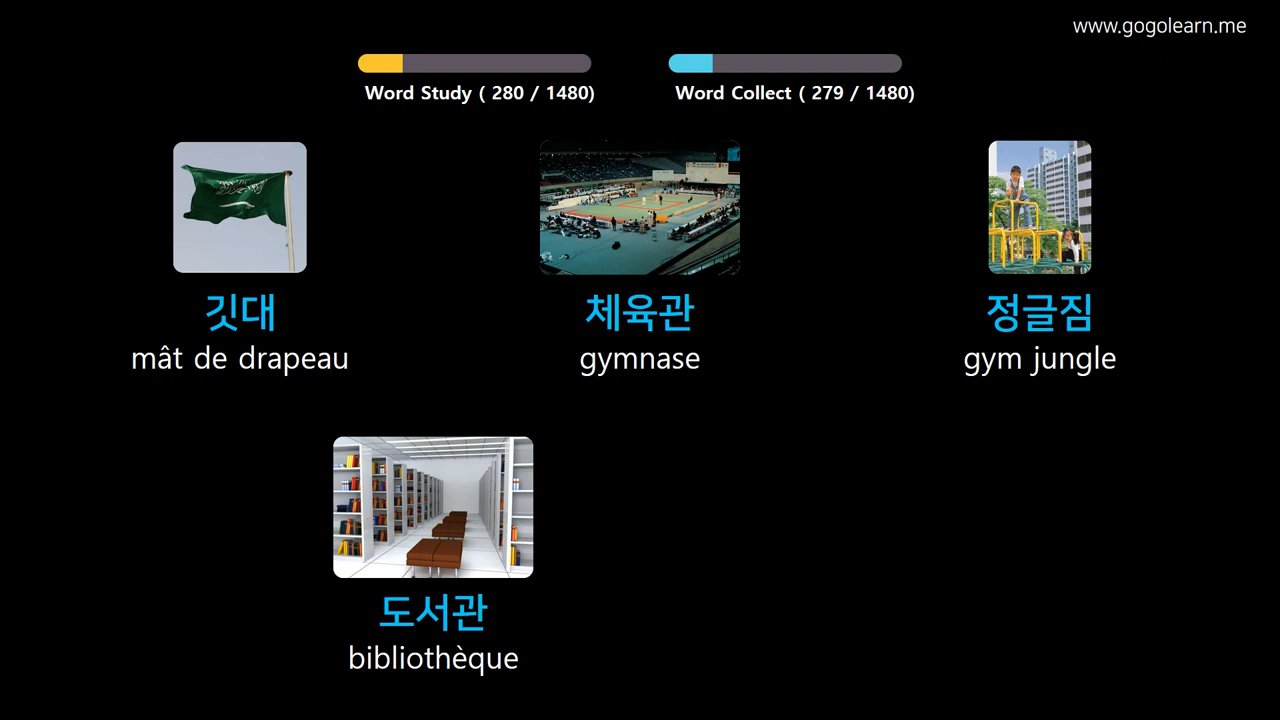 www.gogolearn.me
Word Study ( 280 / 1480)
Word Collect ( 279 / 1480)
깃대
mât de drapeau
체육관
gymnase
정글짐
gym jungle
도서관
bibliothèque